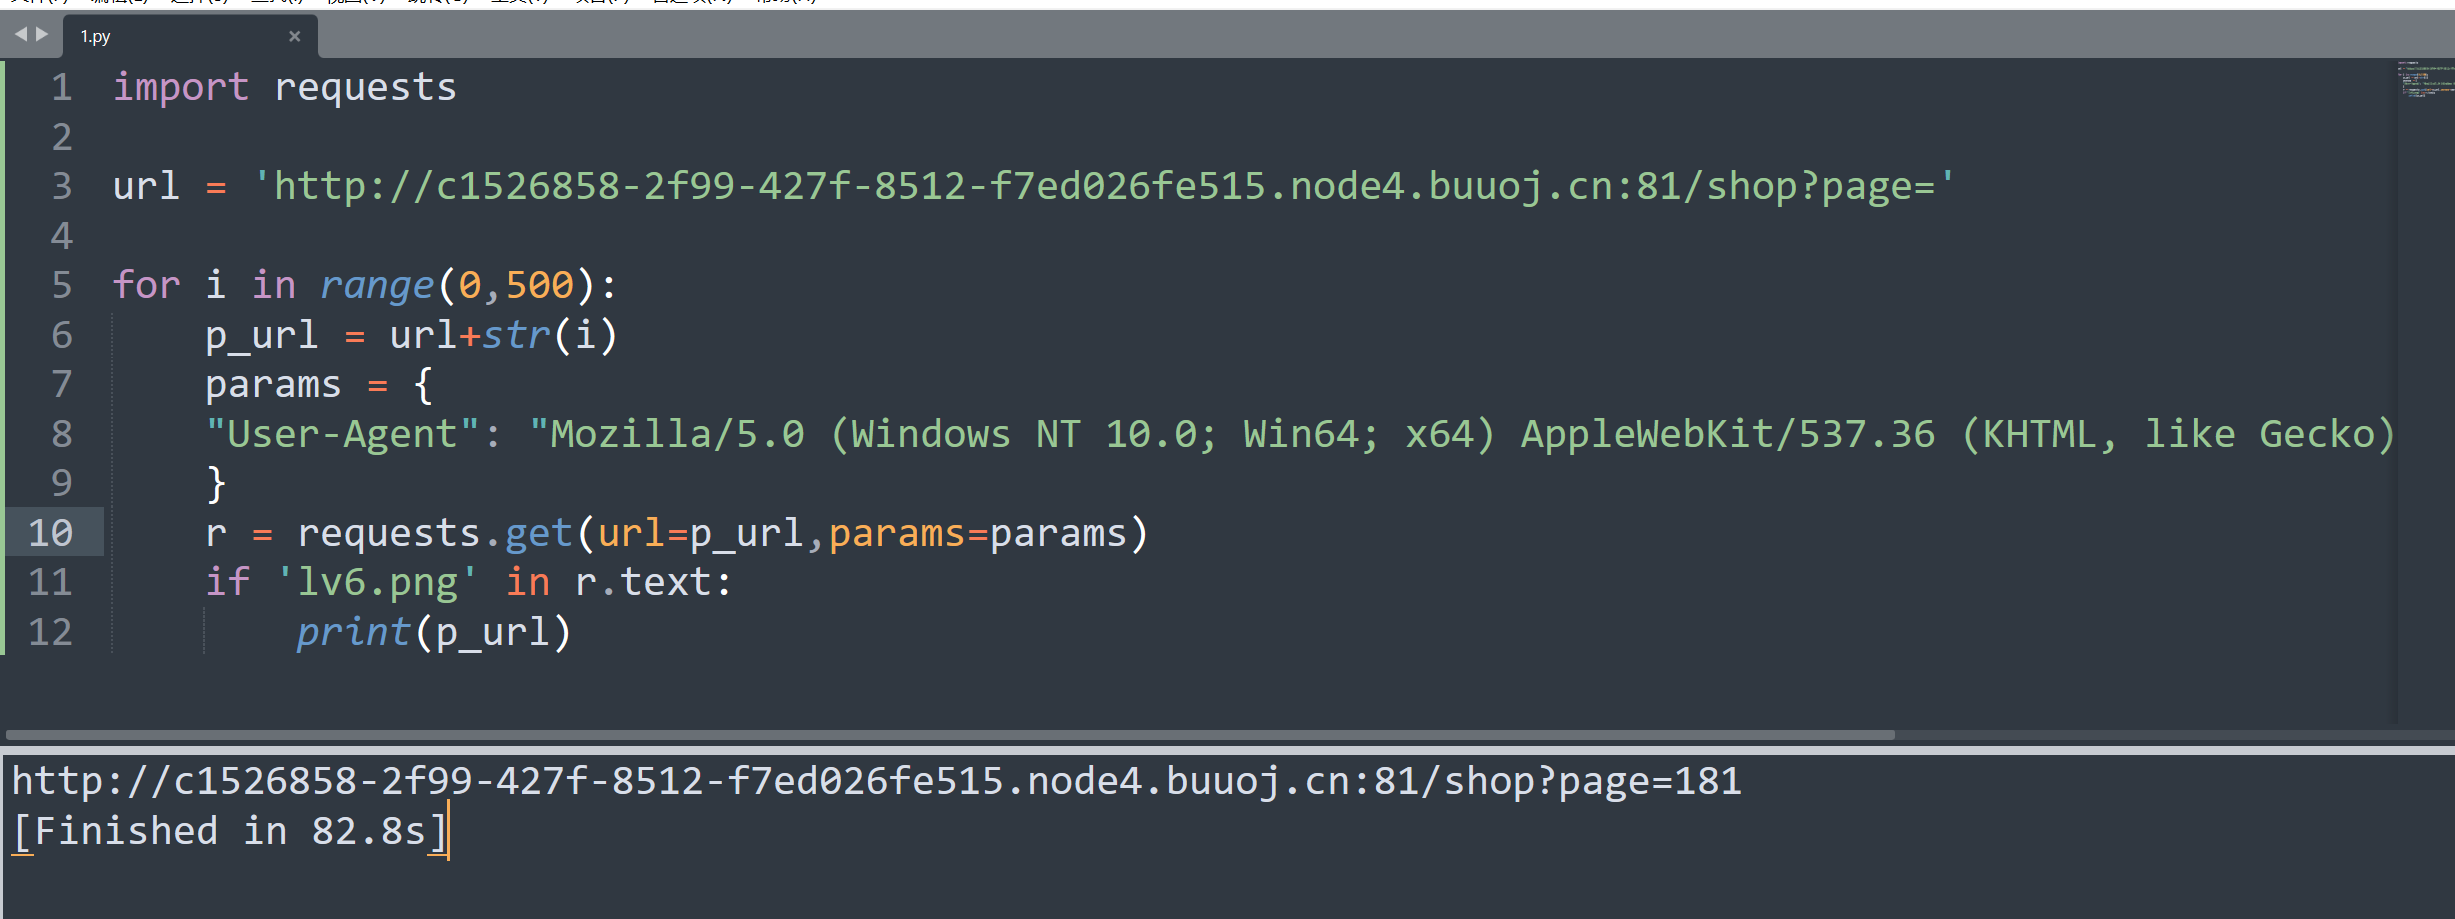 1.py ×
1 import requests
2
3 url = 'http://c1526858-2f99-427f-8512-f7ed026fe515.node4.buuoj.cn:81/shop?page='
4
5 for i in range(0,500):
6 p_url = url+str(i)
7 params = {
8 "User-Agent": "Mozilla/5.0 (Windows NT 10.0; Win64; x64) AppleWebKit/537.36 (KHTML, like Gecko)
9 }
10 r = requests.get(url=p_url,params=params)
11 if 'lv6.png' in r.text:
12 print(p_url)
http://c1526858-2f99-427f-8512-f7ed026fe515.node4.buuoj.cn:81/shop?page=181
[Finished in 82.8s]